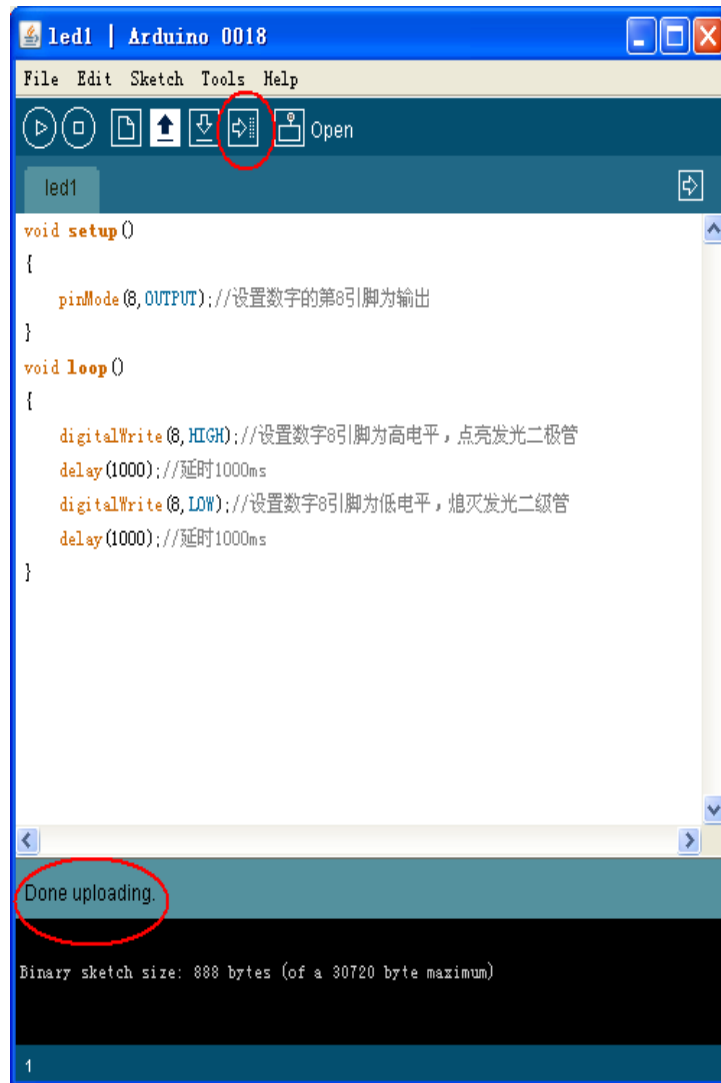 led1 | Arduino 0018
File Edit Sketch Tools Help
Open
led1
void setup()
{
pinMode(8,OUTPUT);//设置数字的第8引脚为输出
}
void loop()
{
digitalWrite(8,HIGH);//设置数字8引脚为高电平，点亮发光二极管
delay(1000);//延时1000ms
digitalWrite(8,LOW);//设置数字8引脚为低电平，熄灭发光二级管
delay(1000);//延时1000ms
}
Done uploading.
Binary sketch size: 888 bytes (of a 30720 byte maximum)
1